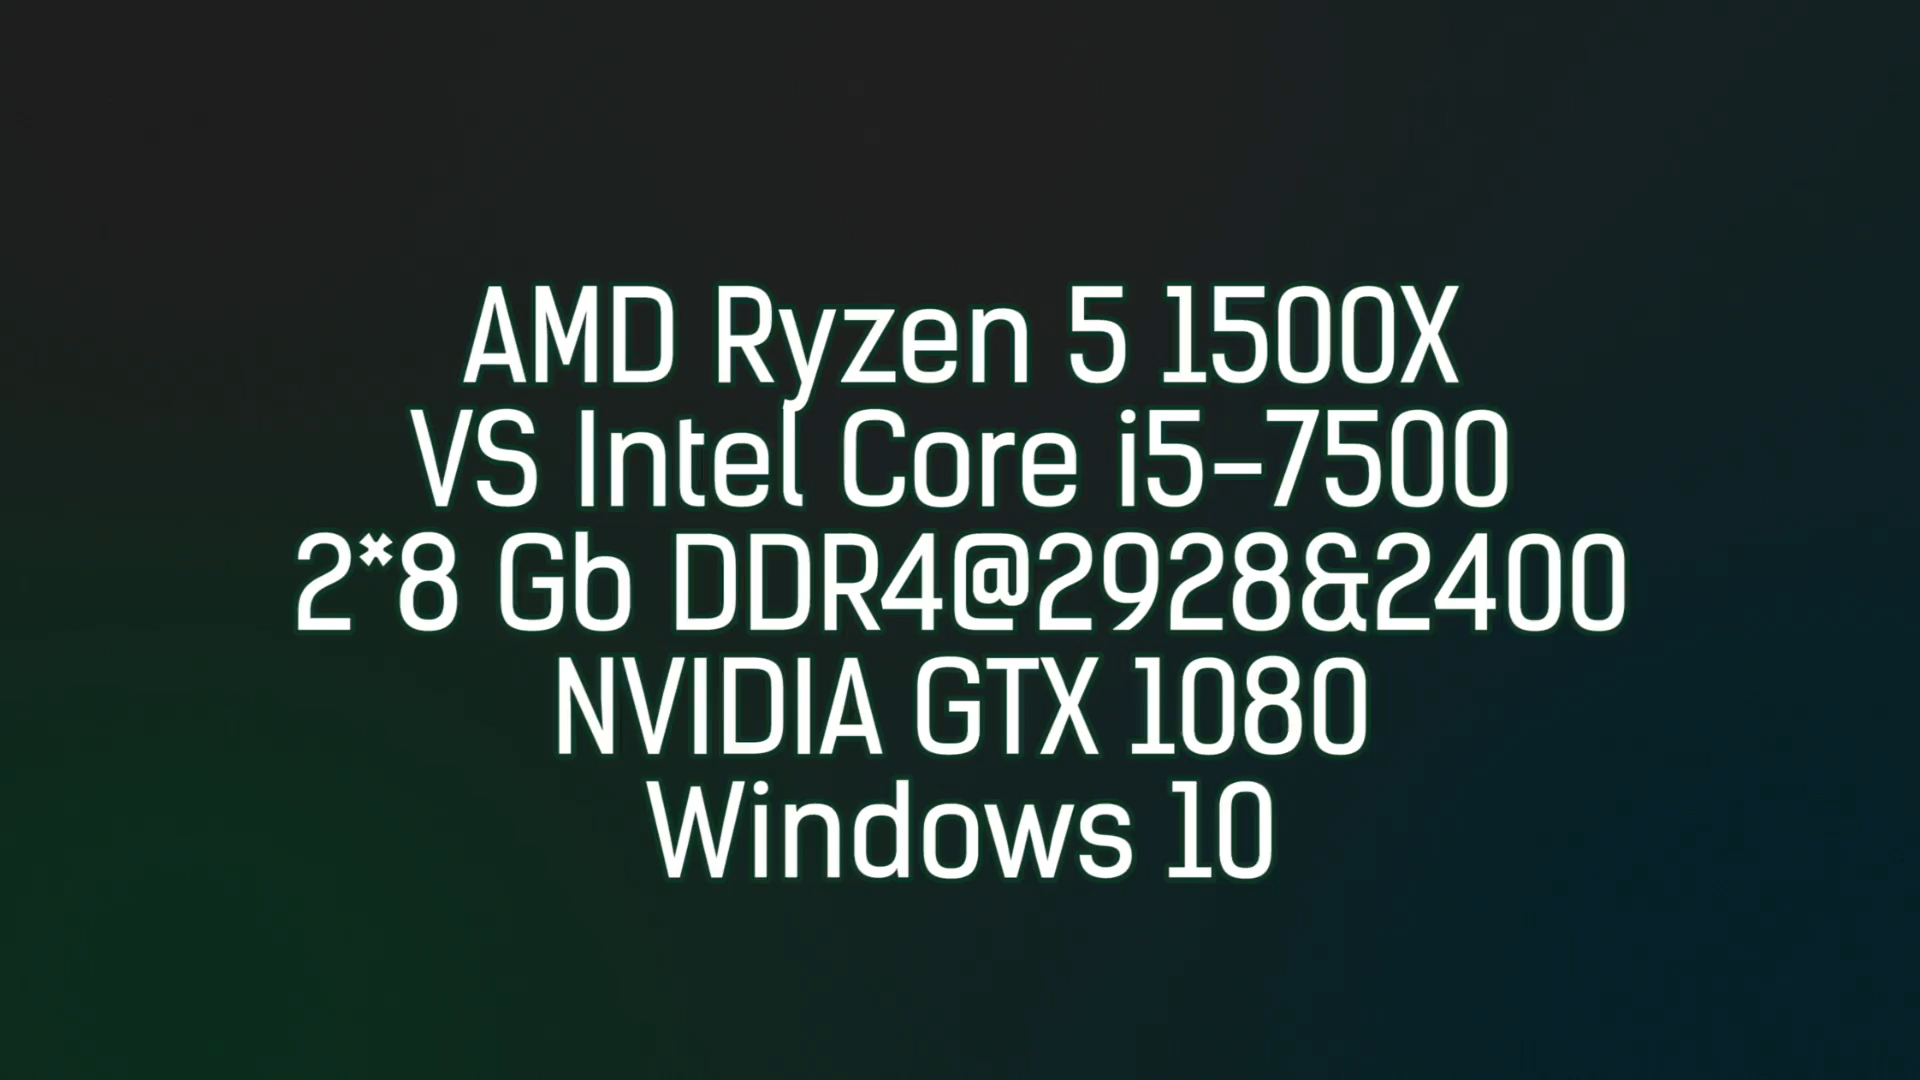 AMD Ryzen 5 1500X
VS Intel Core i5-7500
2*8 Gb DDR4@2928&2400
NVIDIA GTX 1080
Windows 10